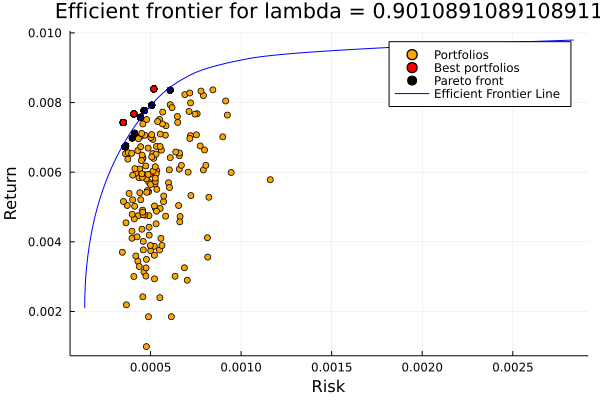 Efficient frontier for lambda = 0.9010891089108911
0.010
0.008
0.006
0.004
0.002
Return
Portfolios
Best portfolios
Pareto front
Efficient Frontier Line
0.0005
0.0010
0.0015
0.0020
0.0025
Risk